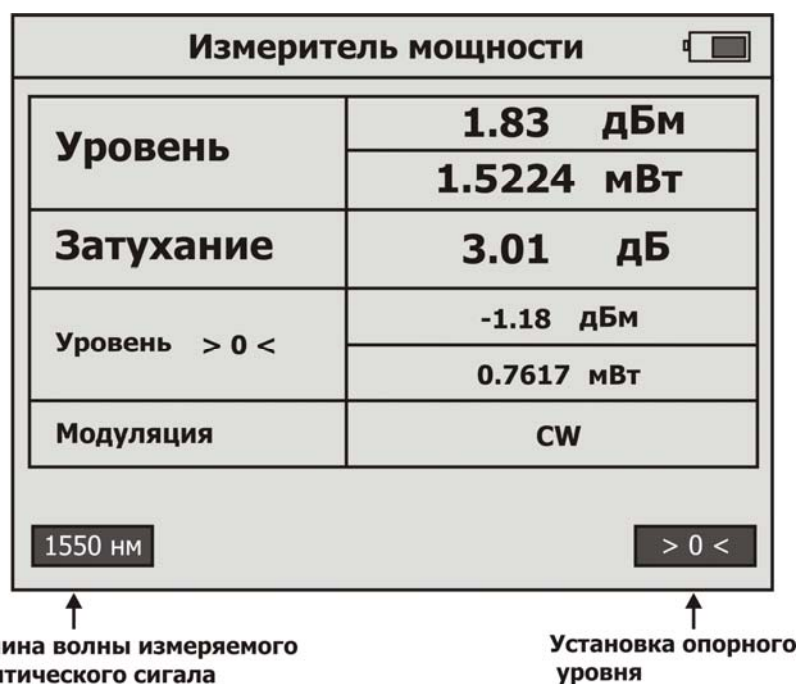 Измеритель мощности
Уровень
1.83 дБм
1.5224 мВт
Затухание
3.01 дБ
Уровень > 0 <
-1.18 дБм
0.7617 мВт
Модуляция
CW
1550 нм
> 0 <
волны измеряемого
сигала
Установка опорного
уровня